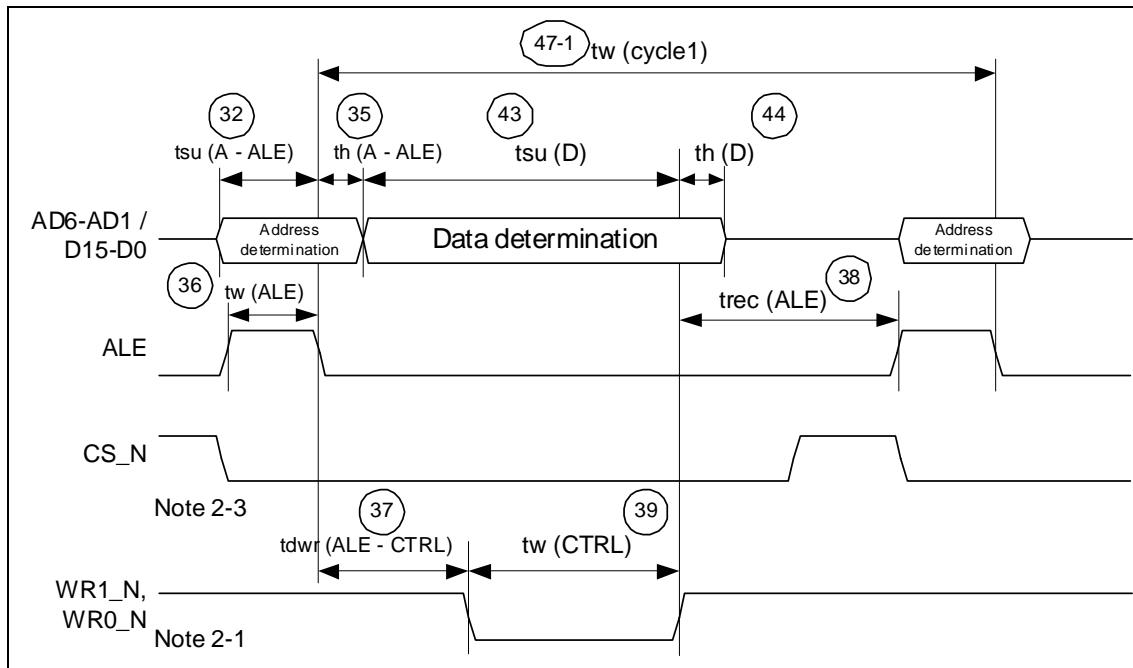 47-1 tw (cycle1)
32 35 43 44
tsu (A - ALE) th (A - ALE) tsu (D) th (D)
AD6-AD1 /
D15-D0
Address
determination
Data determination
Address
determination
36 38
tw (ALE) trec (ALE)
ALE
CS_N
Note 2-3
37 39
tdwr (ALE - CTRL) tw (CTRL)
WR1_N,
WR0_N
Note 2-1